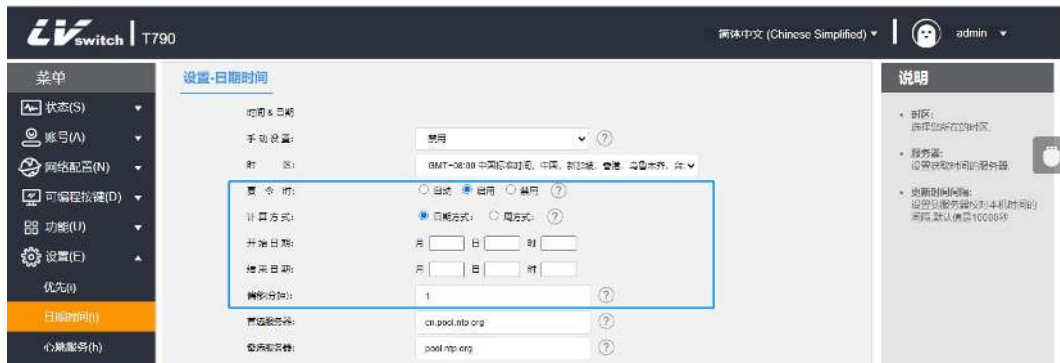 LVswitch T790
简体中文 (Chinese Simplified)
admin
菜单
状态(S)
账号(A)
网络配置(N)
可编程按键(D)
功能(U)
设置(E)
优先(i)
日期时间(t)
心跳服务(h)
设置-日期时间
时间 & 日期
手动设置: 禁用 ?
时 区: GMT+08:00 中国标准时间, 中国, 新加坡, 香港, 乌鲁木齐,
夏 令 时: 自动 启用 禁用 ?
计算方式: 日期方式: 周方式: ?
开始日期: 月 日 时
结束日期: 月 日 时
偏移(分钟): 1 ?
首选服务器: cn.pool.ntp.org ?
备选服务器: pool.ntp.org ?
说明
时区:
选择您所在的时区.
服务器:
设置获取时间的服务器
更新时间间隔:
设置到服务器校对本机时间的
间隔,默认值是10000秒